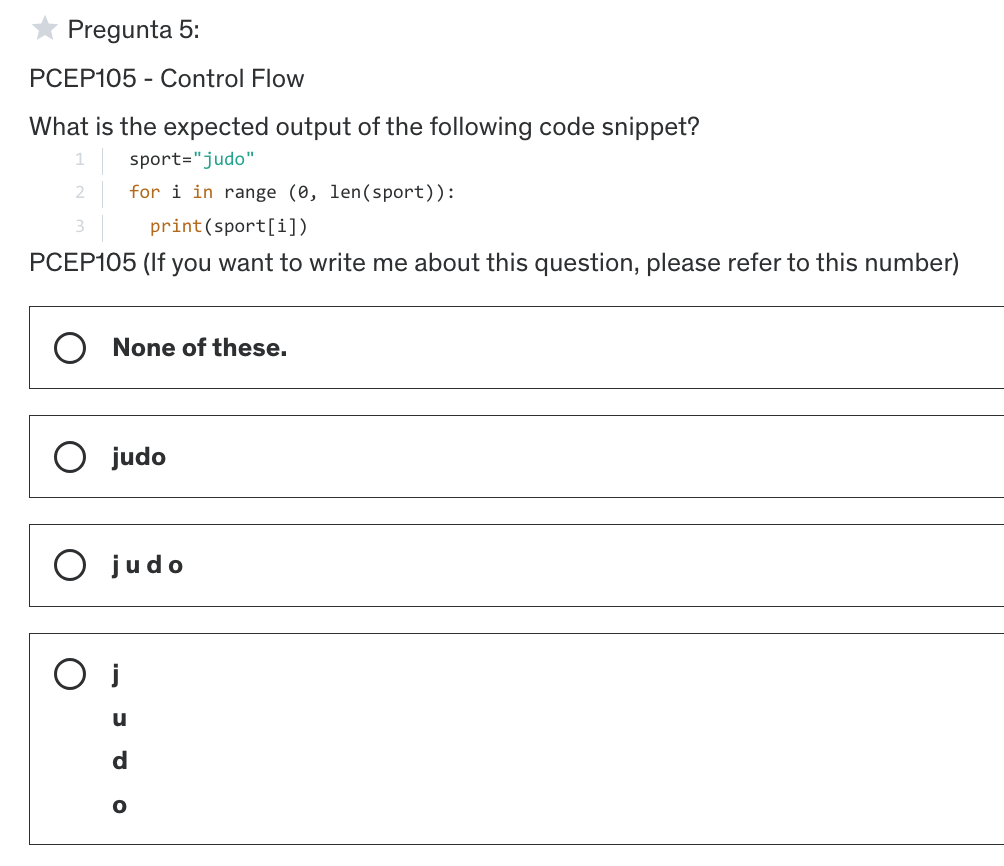 Pregunta 5:
PCEP105 - Control Flow
What is the expected output of the following code snippet?
1 sport="judo"
2 for i in range (0, len(sport)):
3 print(sport[i])
PCEP105 (If you want to write me about this question, please refer to this number)
None of these.
judo
j u d o
j
u
d
o